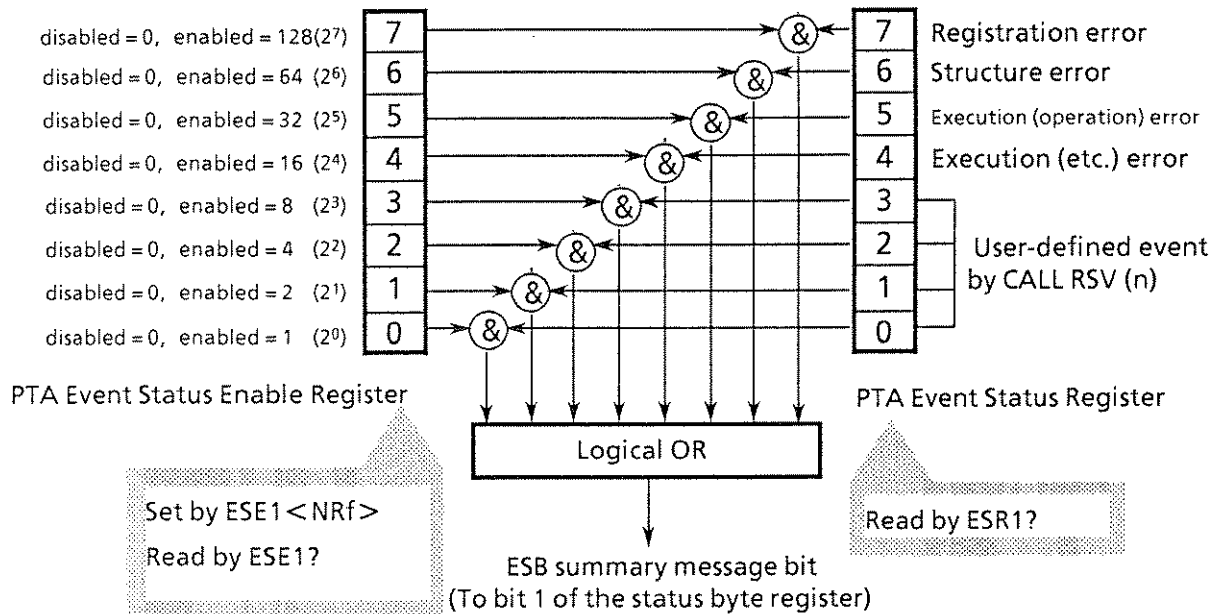 disabled = 0, enabled = 128(2⁷) 7 & 7 Registration error
disabled = 0, enabled = 64 (2⁶) 6 & 6 Structure error
disabled = 0, enabled = 32 (2⁵) 5 & 5 Execution (operation) error
disabled = 0, enabled = 16 (2⁴) 4 & 4 Execution (etc.) error
disabled = 0, enabled = 8 (2³) 3 & 3
disabled = 0, enabled = 4 (2²) 2 & 2
disabled = 0, enabled = 2 (2¹) 1 & 1
disabled = 0, enabled = 1 (2⁰) 0 & 0
User-defined event
by CALL RSV (n)
PTA Event Status Enable Register
PTA Event Status Register
Logical OR
Set by ESE1<NRf>
Read by ESE1?
Read by ESR1?
ESB summary message bit
(To bit 1 of the status byte register)